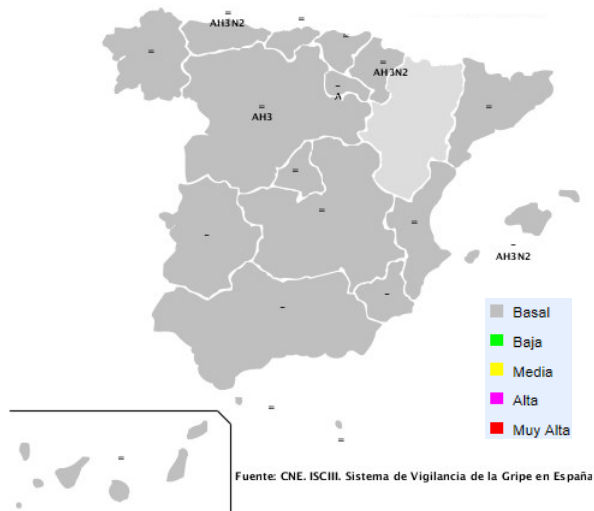 =
AH3N2
=
=
=
=
AH3N2
–
A
=
AH3
=
=
=
–
=
–
AH3N2
–
–
=
=
=
Basal
Baja
Media
Alta
Muy Alta
Fuente: CNE. ISCIII. Sistema de Vigilancia de la Gripe en España